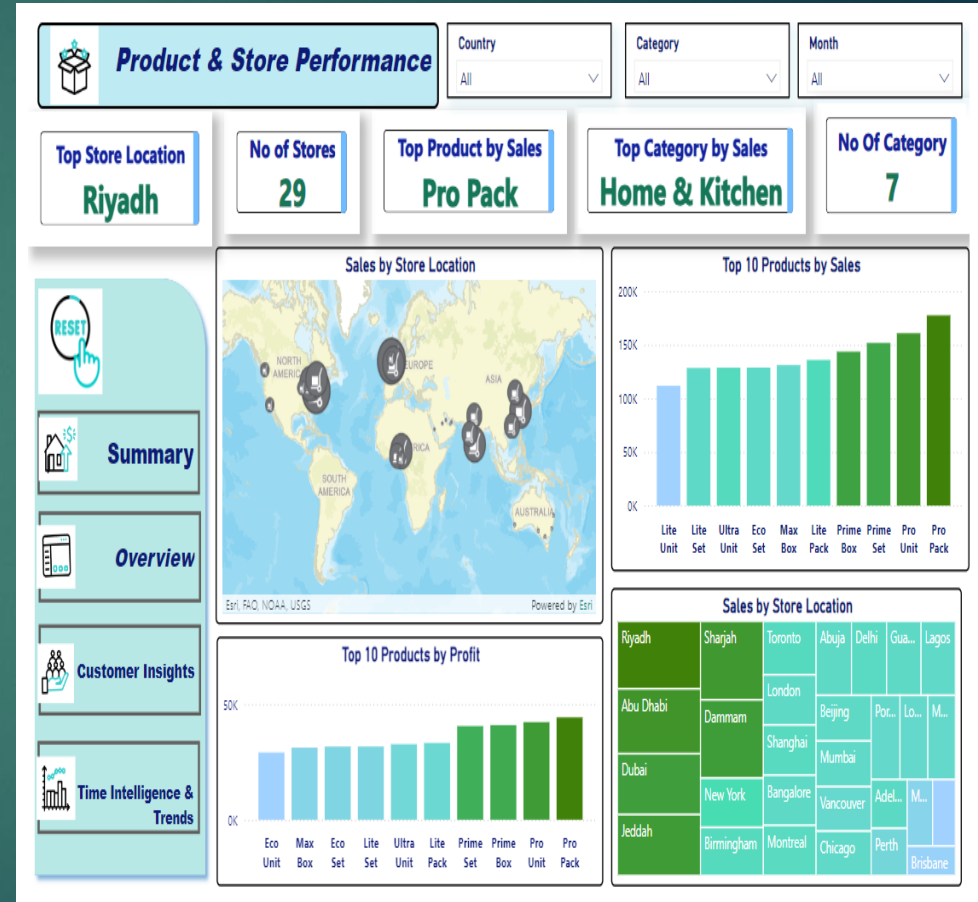 Product & Store Performance
Country
All
Category
All
Month
All
Top Store Location
Riyadh
No of Stores
29
Top Product by Sales
Pro Pack
Top Category by Sales
Home & Kitchen
No Of Category
7
RESET
Summary
Overview
Customer Insights
Time Intelligence &
Trends
Sales by Store Location
NORTH
AMERIC
EUROPE
ASIA
RICA
SOUTH
AMERICA
AUSTRALIA
Esri, FAO, NOAA, USGS
Powered by Esri
Top 10 Products by Sales
200K
150K
100K
50K
0K
Lite Lite Ultra Eco Max Lite Prime Prime Pro Pro
Unit Set Unit Set Box Pack Box Set Unit Pack
Top 10 Products by Profit
50K
0K
Eco Max Eco Lite Ultra Lite Prime Prime Pro Pro
Unit Box Set Set Unit Pack Set Box Unit Pack
Sales by Store Location
Riyadh
Abu Dhabi
Dubai
Jeddah
Sharjah
Dammam
New York
Birmingham
Toronto
London
Shanghai
Bangalore
Montreal
Abuja
Delhi
Gua...
Lagos
Beijing
Mumbai
Vancouver
Chicago
Por...
Lo...
M...
Adel...
Perth
M...
Brisbane